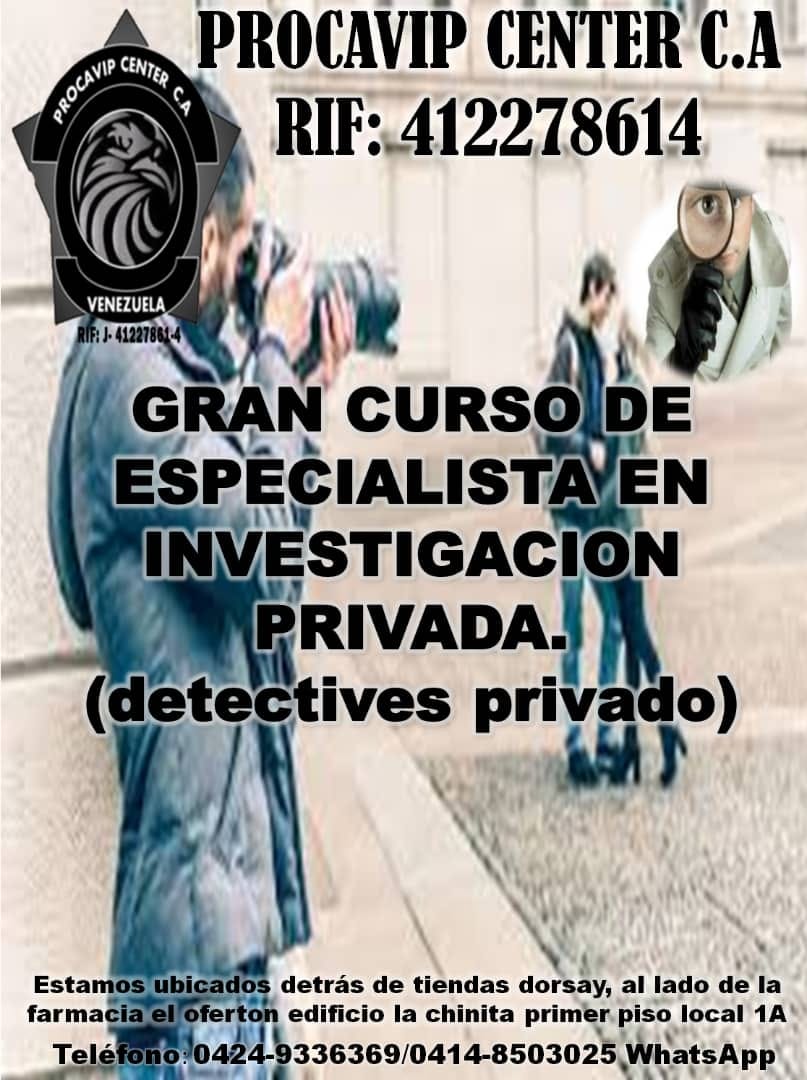 PROCAVIP CENTER C.A
RIF: 412278614
PROCAVIP CENTER C.A
VENEZUELA
RIF: J- 41227861-4
GRAN CURSO DE
ESPECIALISTA EN
INVESTIGACION
PRIVADA.
(detectives privado)
Estamos ubicados detrás de tiendas dorsay, al lado de la
farmacia el oferton edificio la chinita primer piso local 1A
Teléfono: 0424-9336369/0414-8503025 WhatsApp